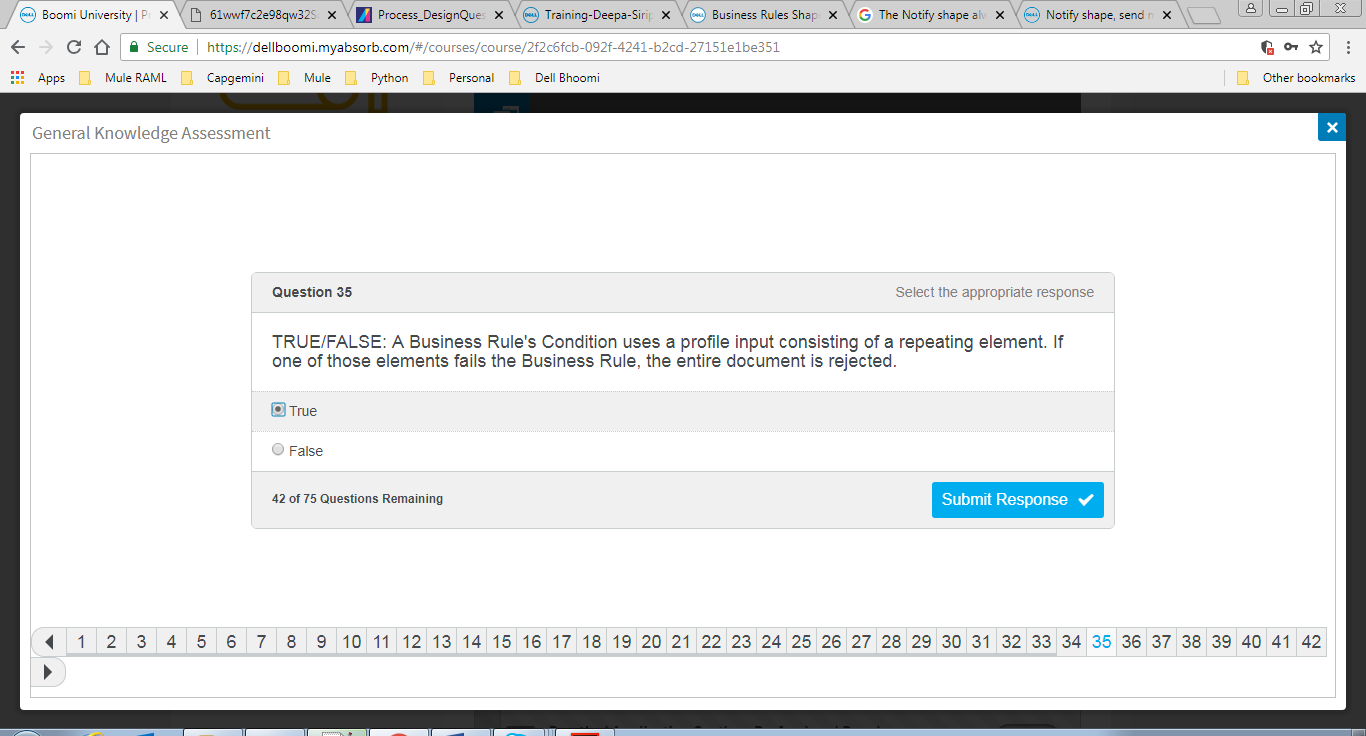 Boomi University | P
61wwf7c2e98qw32S
Process_DesignQues
Training-Deepa-Sirip
Business Rules Shap
The Notify shape alv
Notify shape, send n
Secure
https://dellboomi.myabsorb.com/#/courses/course/2f2c6fcb-092f-4241-b2cd-27151e1be351
Apps Mule RAML Capgemini Mule Python Personal Dell Bhoomi Other bookmarks
General Knowledge Assessment
Question 35 Select the appropriate response
TRUE/FALSE: A Business Rule's Condition uses a profile input consisting of a repeating element. If
one of those elements fails the Business Rule, the entire document is rejected.
True
False
42 of 75 Questions Remaining Submit Response
1 2 3 4 5 6 7 8 9 10 11 12 13 14 15 16 17 18 19 20 21 22 23 24 25 26 27 28 29 30 31 32 33 34 35 36 37 38 39 40 41 42